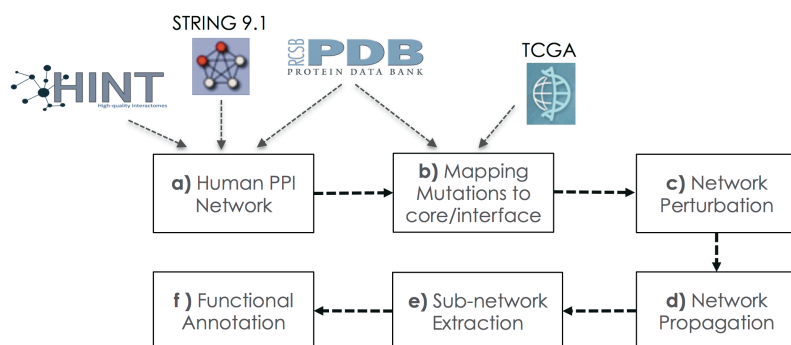 STRING 9.1
HINT
High-quality Interactomes
RCSB
PDB
PROTEIN DATA BANK
TCGA
a) Human PPI
Network
b) Mapping
Mutations to
core/interface
c) Network
Perturbation
f ) Functional
Annotation
e) Sub-network
Extraction
d) Network
Propagation